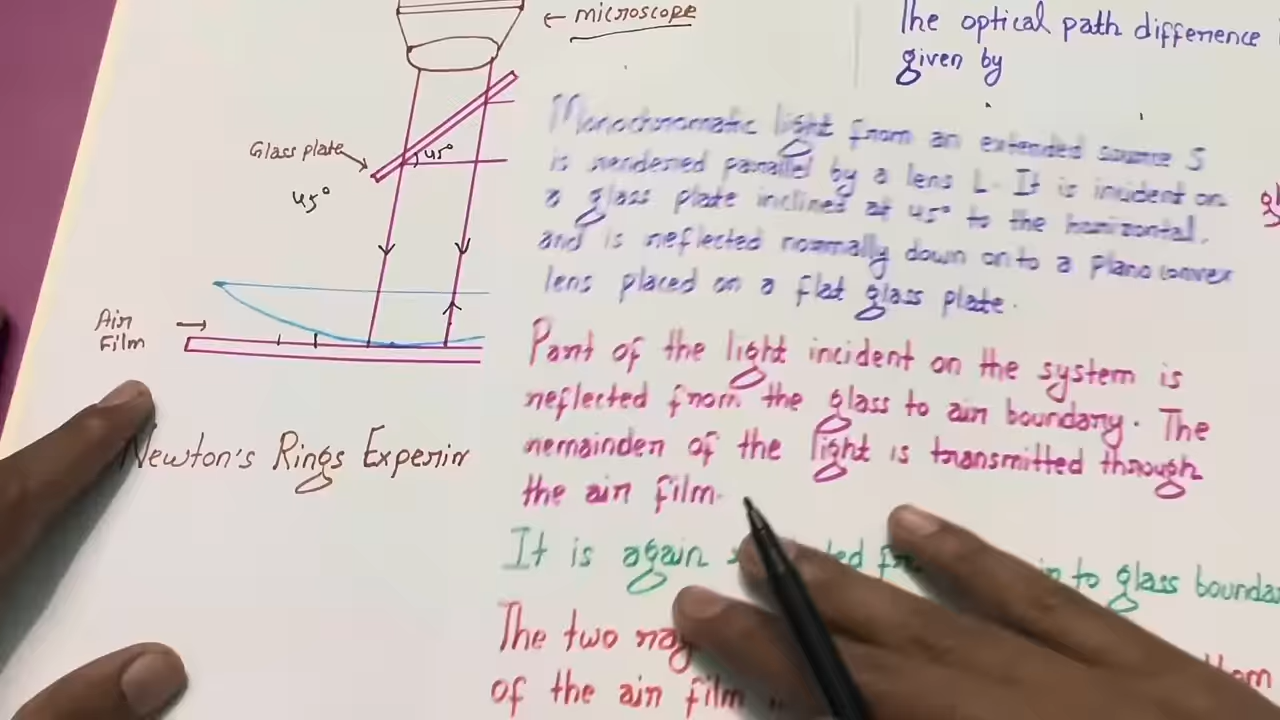 ← microscope
Glass plate
45°
45°
Air
Film
Newton's Rings Experim
The optical path difference
given by
Monochromatic light from an extended source S
is rendered parallel by a lens L. It is incident on
a glass plate inclined at 45° to the horizontal,
and is reflected normally down onto a Plano convex
lens placed on a flat glass plate.
Part of the light incident on the system is
reflected from the glass to air boundary. The
remainder of the light is transmitted through
the air film.
It is again to glass bounda
The two
of the air film